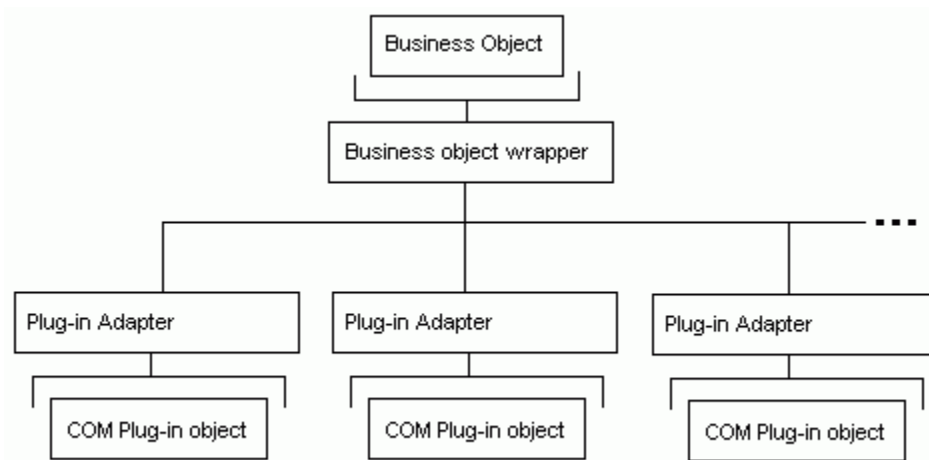 Business Object
Business object wrapper
...
Plug-in Adapter
Plug-in Adapter
Plug-in Adapter
COM Plug-in object
COM Plug-in object
COM Plug-in object